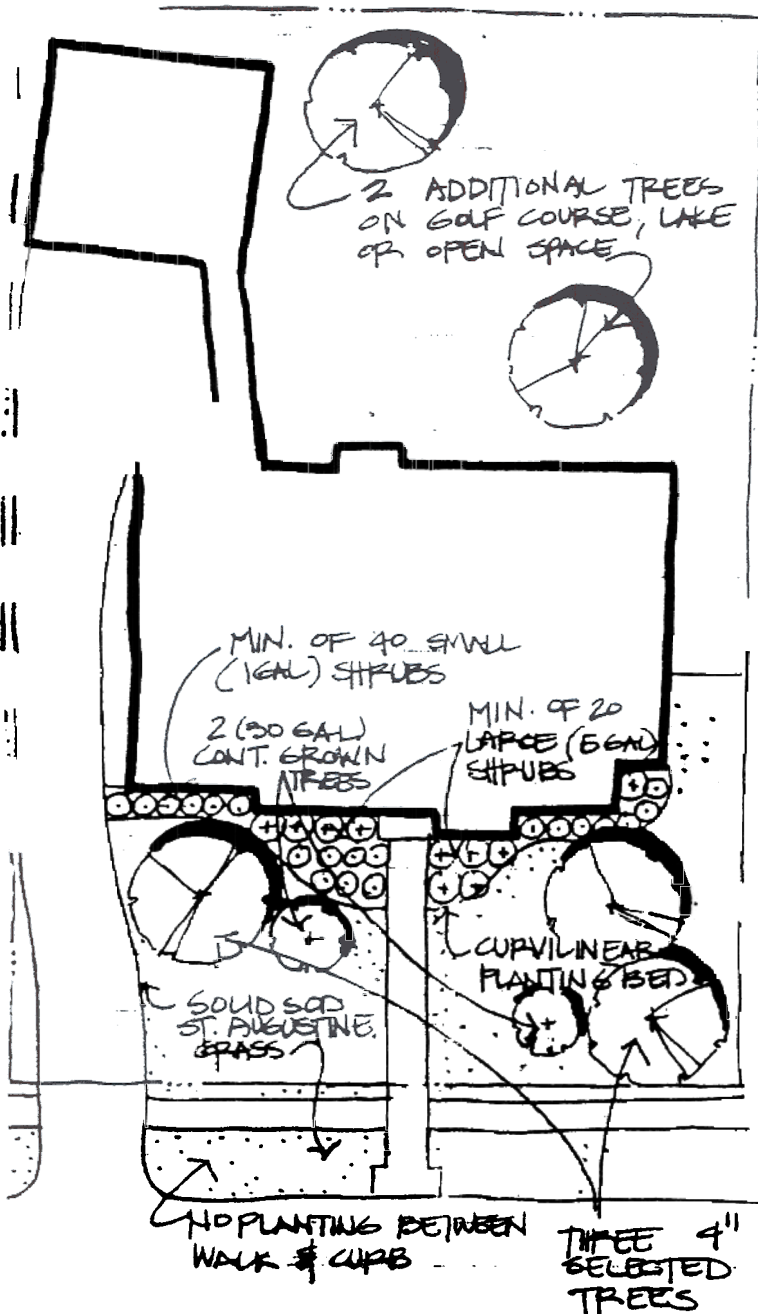 2 ADDITIONAL TREES
ON GOLF COURSE, LAKE
OR OPEN SPACE
MIN. OF 40 SMALL
(1GAL) SHRUBS
2 (30 GAL)
CONT. GROWN
TREES
MIN. OF 20
LARGE (5 GAL)
SHRUBS
CURVILINEAR
PLANTING BED
SOLID SOD
ST. AUGUSTINE
GRASS
NO PLANTING BETWEEN
WALK & CURB
THREE 4"
SELECTED
TREES